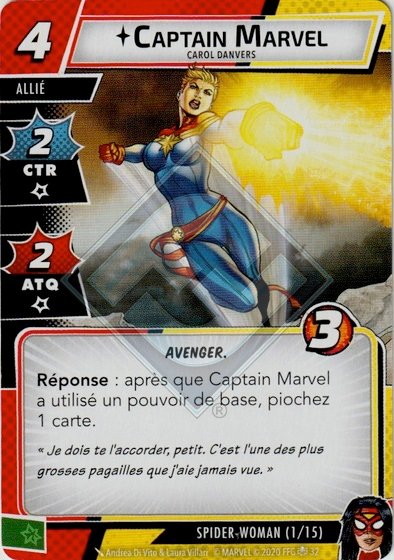 4
CAPTAIN MARVEL
CAROL DANVERS
ALLIÉ
2
CTR
2
ATQ
3
AVENGER.
Réponse : après que Captain Marvel
a utilisé un pouvoir de base, piochez
1 carte.
« Je dois te l'accorder, petit. C'est l'une des plus
grosses pagailles que j'aie jamais vue. »
SPIDER-WOMAN (1/15)
Andrea Di Vito & Laura Villari © MARVEL © 2020 FFG 32